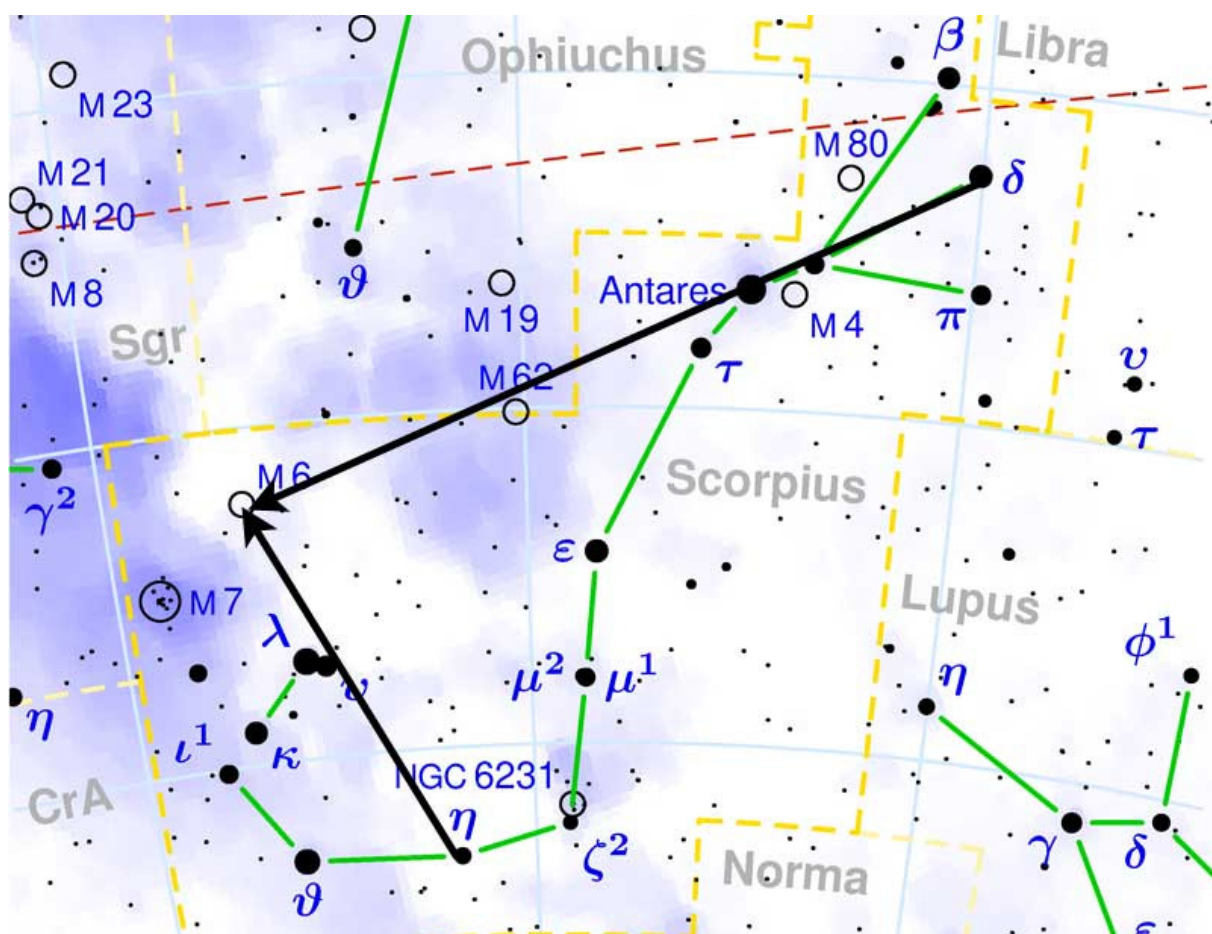 Ophiuchus
β
Libra
M 23
M 80
M 21
M 20
δ
M 8
ϑ
Antares
M 19
M 4
π
Sgr
τ
υ
M 62
τ
M 6
Scorpius
γ²
ε
M 7
Lupus
λ
υ
μ² μ¹
η
ϕ¹
η
ι¹
κ
NGC 6231
CrA
η
ζ²
γ
δ
ϑ
Norma
ε